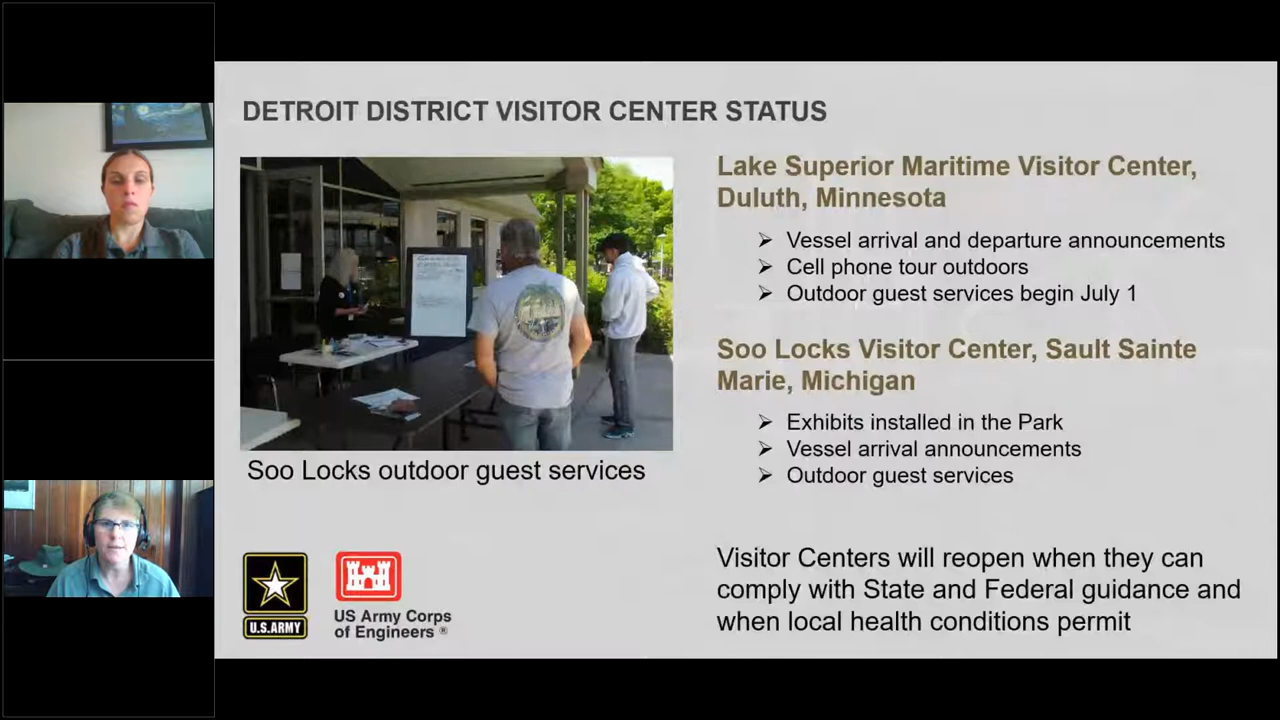 DETROIT DISTRICT VISITOR CENTER STATUS
Lake Superior Maritime Visitor Center,
Duluth, Minnesota
➢ Vessel arrival and departure announcements
➢ Cell phone tour outdoors
➢ Outdoor guest services begin July 1
Soo Locks Visitor Center, Sault Sainte
Marie, Michigan
➢ Exhibits installed in the Park
➢ Vessel arrival announcements
➢ Outdoor guest services
Soo Locks outdoor guest services
Visitor Centers will reopen when they can
comply with State and Federal guidance and
when local health conditions permit
U.S. ARMY
US Army Corps
of Engineers ®